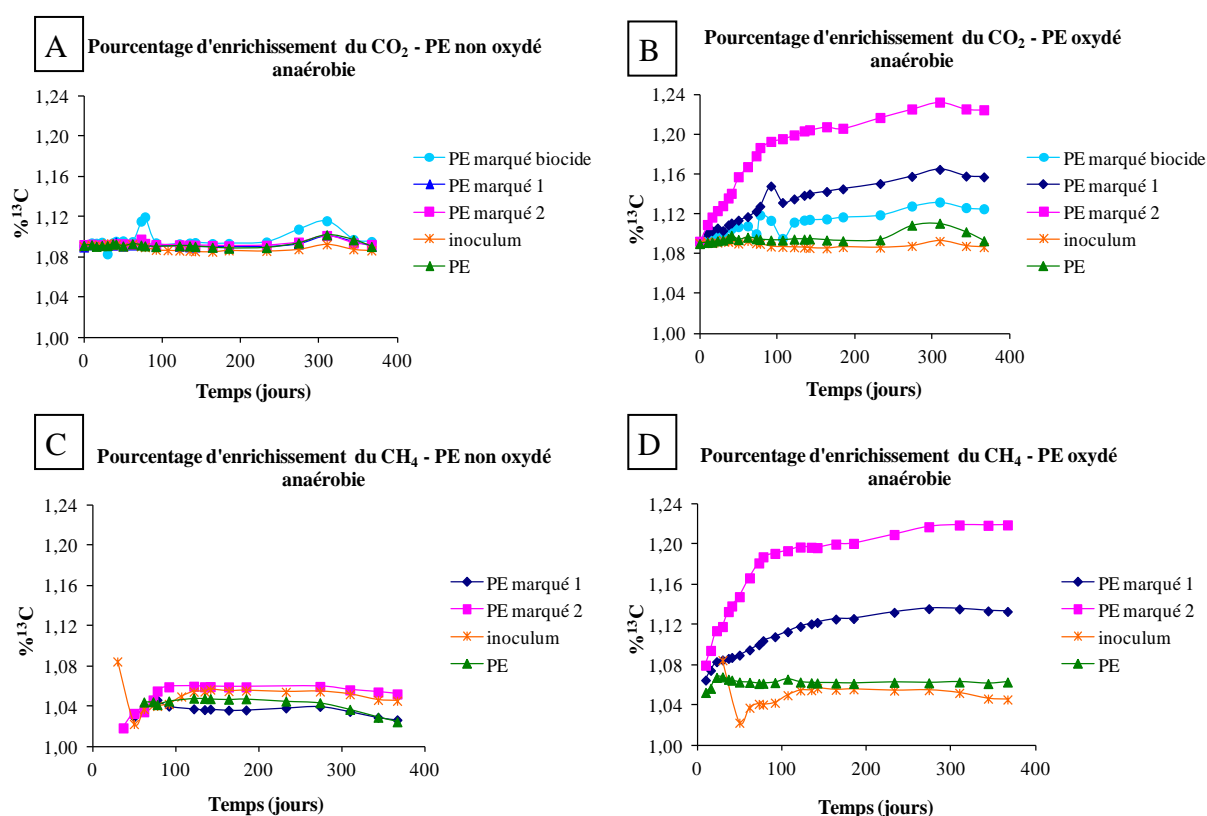 A
Pourcentage d'enrichissement du CO2 - PE non oxydé
anaérobie
1,24
1,20
1,16
1,12
1,08
1,04
1,00
%13C
0 100 200 300 400
Temps (jours)
PE marqué biocide
PE marqué 1
PE marqué 2
inoculum
PE
B
Pourcentage d'enrichissement du CO2 - PE oxydé
anaérobie
1,24
1,20
1,16
1,12
1,08
1,04
1,00
%13C
0 100 200 300 400
Temps (jours)
PE marqué biocide
PE marqué 1
PE marqué 2
inoculum
PE
C
Pourcentage d'enrichissement du CH4 - PE non oxydé
anaérobie
1,24
1,20
1,16
1,12
1,08
1,04
1,00
%13C
0 100 200 300 400
Temps (jours)
PE marqué 1
PE marqué 2
inoculum
PE
D
Pourcentage d'enrichissement du CH4 - PE oxydé
anaérobie
1,24
1,20
1,16
1,12
1,08
1,04
1,00
%13C
0 100 200 300 400
Temps (jours)
PE marqué 1
PE marqué 2
inoculum
PE